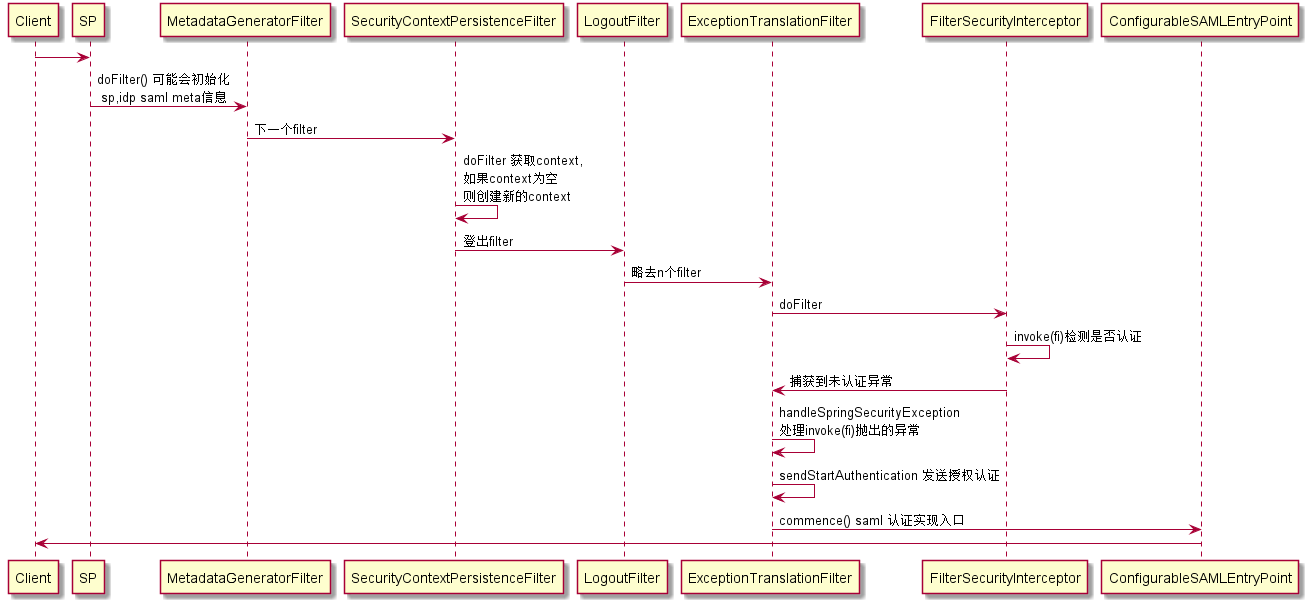 Client SP MetadataGeneratorFilter SecurityContextPersistenceFilter LogoutFilter ExceptionTranslationFilter FilterSecurityInterceptor ConfigurableSAMLEntryPoint
doFilter() 可能会初始化
sp,idp saml meta信息
下一个filter
doFilter 获取context,
如果context为空
则创建新的context
登出filter
略去n个filter
doFilter
invoke(fi)检测是否认证
捕获到未认证异常
handleSpringSecurityException
处理invoke(fi)抛出的异常
sendStartAuthentication 发送授权认证
commence() saml 认证实现入口
Client SP MetadataGeneratorFilter SecurityContextPersistenceFilter LogoutFilter ExceptionTranslationFilter FilterSecurityInterceptor ConfigurableSAMLEntryPoint